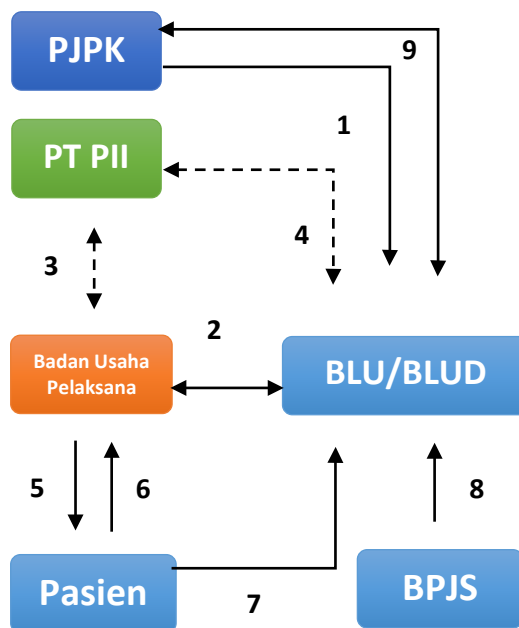 PJPK
9
1
PT PII
4
3
2
Badan Usaha
Pelaksana
BLU/BLUD
5
6
8
Pasien
7
BPJS